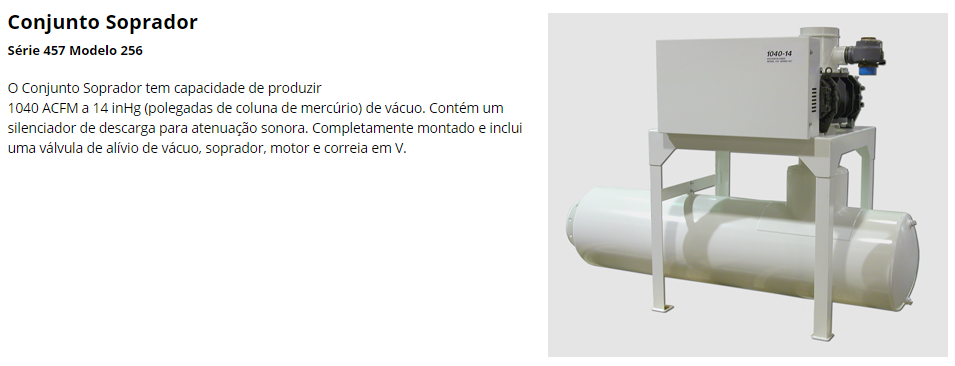 Conjunto Soprador
Série 457 Modelo 256
O Conjunto Soprador tem capacidade de produzir
1040 ACFM a 14 inHg (polegadas de coluna de mercúrio) de vácuo. Contém um
silenciador de descarga para atenuação sonora. Completamente montado e inclui
uma válvula de alívio de vácuo, soprador, motor e correia em V.
1040-14